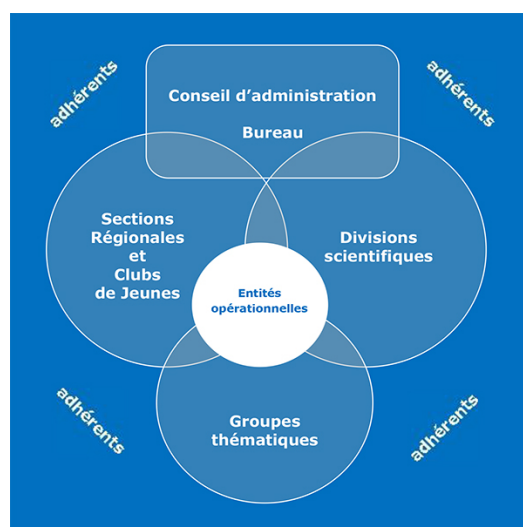 adhérents
adhérents
Conseil d’administration
Bureau
Sections
Régionales
et
Clubs
de Jeunes
Divisions
scientifiques
Entités
opérationnelles
Groupes
thématiques
adhérents
adhérents